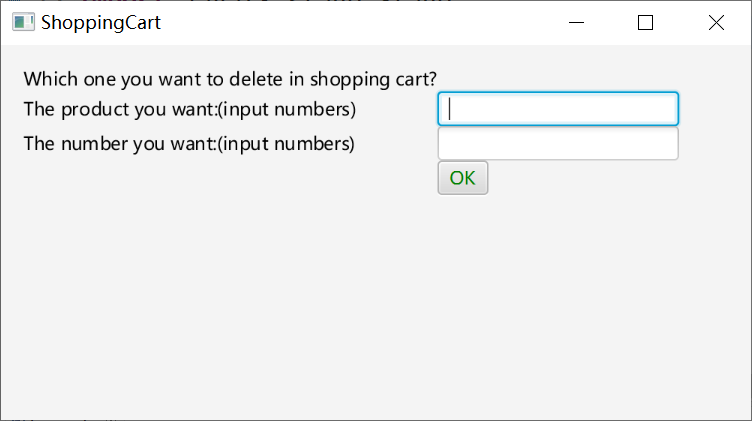 ShoppingCart
Which one you want to delete in shopping cart?
The product you want:(input numbers)
The number you want:(input numbers)
OK